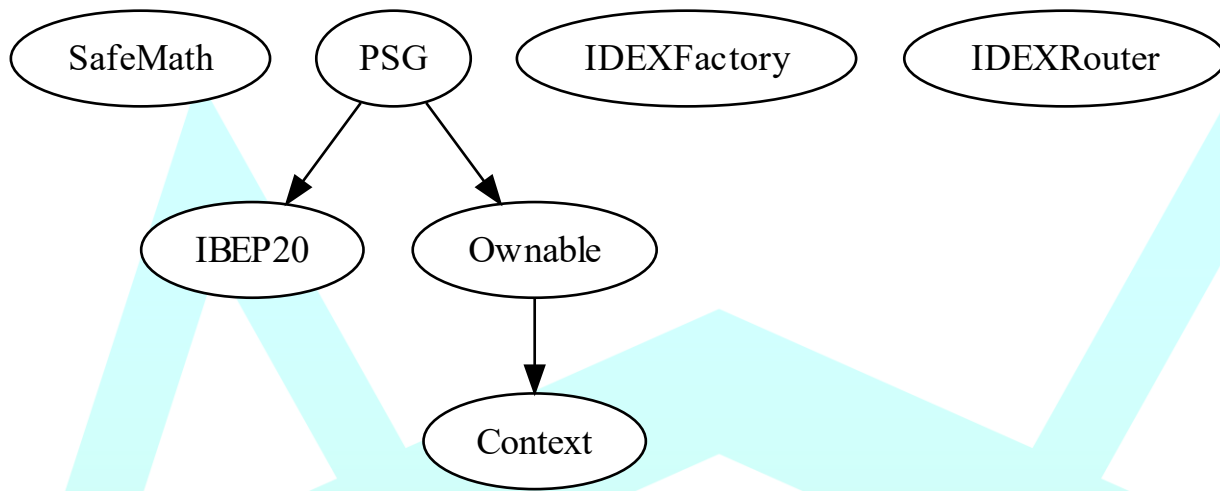 SafeMath
PSG
IDEXFactory
IDEXRouter
IBEP20
Ownable
Context